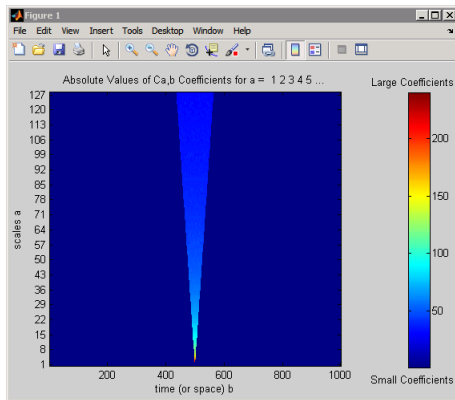 Figure 1
File Edit View Insert Tools Desktop Window Help
Absolute Values of Ca,b Coefficients for a = 1 2 3 4 5 ...
Large Coefficients
127
120
113
106
99
92
85
78
71
64
57
50
43
36
29
22
15
8
1
scales a
200 400 600 800 1000
time (or space) b
200
150
100
50
Small Coefficients